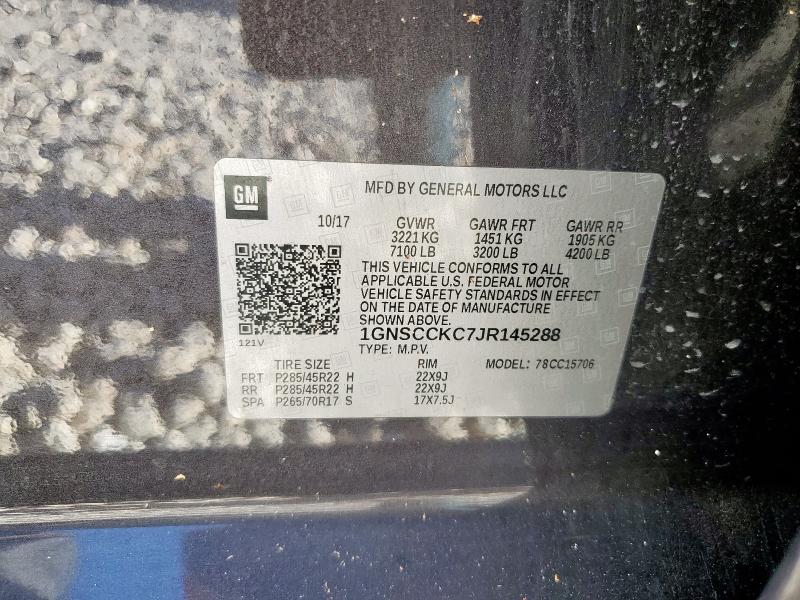 GM
MFD BY GENERAL MOTORS LLC
10/17 GVWR GAWR FRT GAWR RR
3221 KG 1451 KG 1905 KG
7100 LB 3200 LB 4200 LB
THIS VEHICLE CONFORMS TO ALL
APPLICABLE U.S. FEDERAL MOTOR
VEHICLE SAFETY STANDARDS IN EFFECT
ON THE DATE OF MANUFACTURE
SHOWN ABOVE.
1GNSCCKC7JR145288
121V
TYPE: M.P.V.
TIRE SIZE RIM MODEL: 78CC15706
FRT P285/45R22 H 22X9J
RR P285/45R22 H 22X9J
SPA P265/70R17 S 17X7.5J